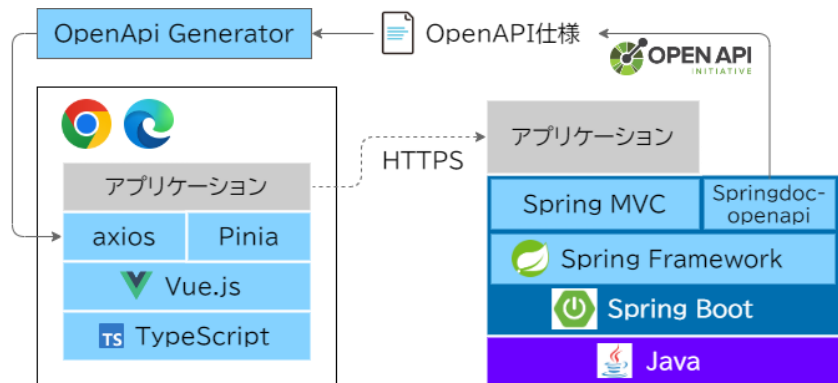 OpenApi Generator
OpenAPI仕様
OPEN API
INITIATIVE
アプリケーション
HTTPS
アプリケーション
axios
Pinia
Vue.js
TS
TypeScript
Spring MVC
Springdoc-
openapi
Spring Framework
Spring Boot
Java